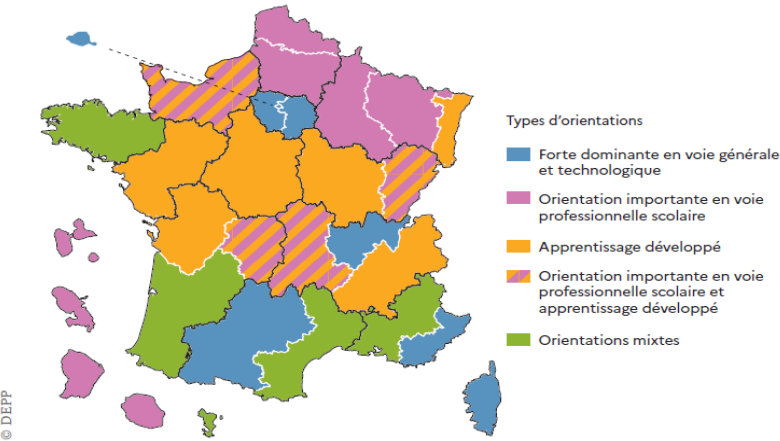 Types d’orientations
Forte dominante en voie générale
et technologique
Orientation importante en voie
professionnelle scolaire
Apprentissage développé
Orientation importante en voie
professionnelle scolaire et
apprentissage développé
Orientations mixtes
© DEPP